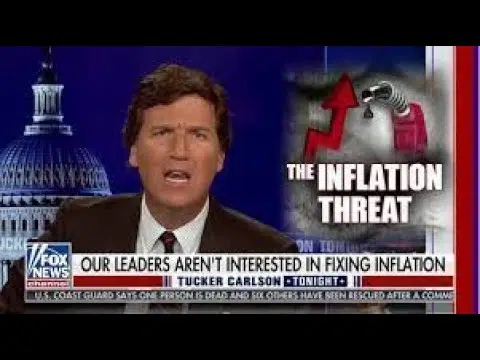 THE INFLATION
THREAT
FOX
NEWS
channel
OUR LEADERS AREN'T INTERESTED IN FIXING INFLATION
TUCKER CARLSON TONIGHT
U.S. COAST GUARD SAYS ONE PERSON IS DEAD AND SIX OTHERS HAVE BEEN RESCUED AFTER A COMME